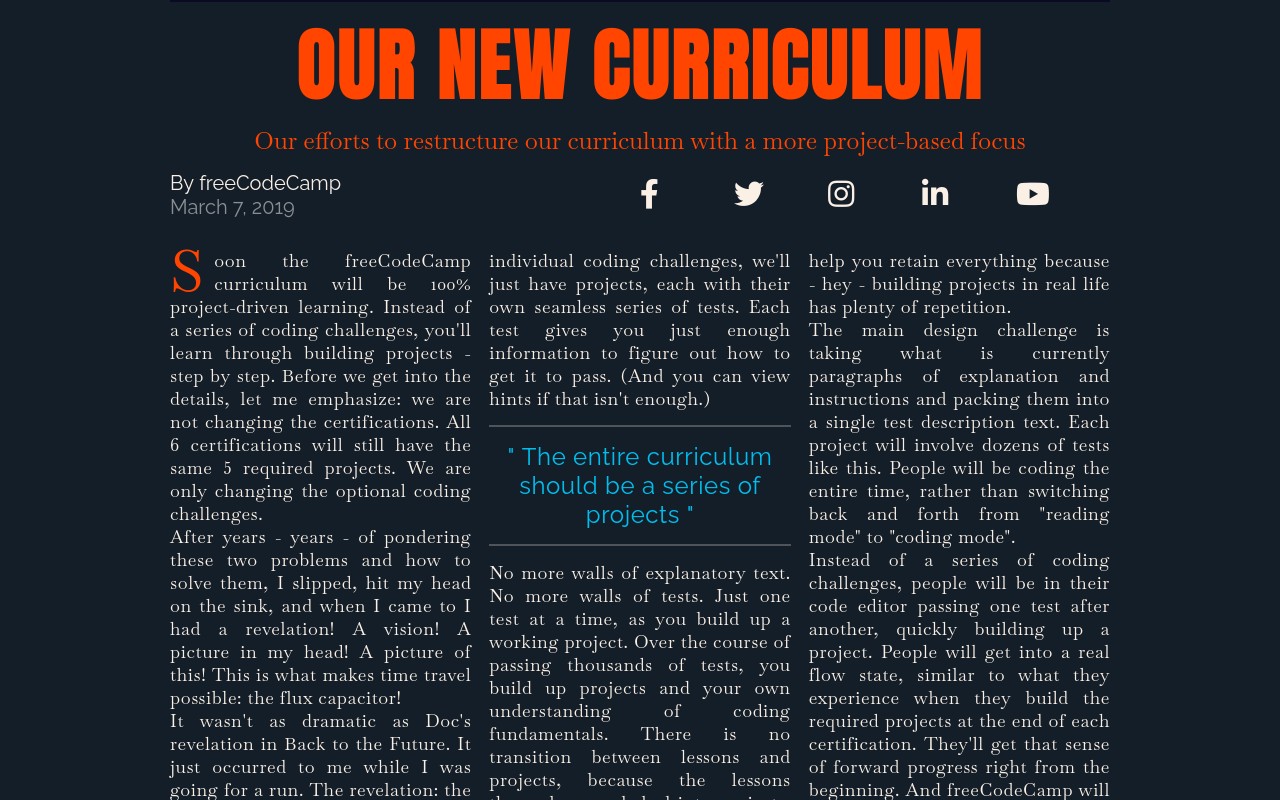 OUR NEW CURRICULUM
Our efforts to restructure our curriculum with a more project-based focus
By freeCodeCamp
March 7, 2019
Soon the freeCodeCamp
curriculum will be 100%
project-driven learning. Instead of
a series of coding challenges, you'll
learn through building projects -
step by step. Before we get into the
details, let me emphasize: we are
not changing the certifications. All
6 certifications will still have the
same 5 required projects. We are
only changing the optional coding
challenges.
After years - years - of pondering
these two problems and how to
solve them, I slipped, hit my head
on the sink, and when I came to I
had a revelation! A vision! A
picture in my head! A picture of
this! This is what makes time travel
possible: the flux capacitor!
It wasn't as dramatic as Doc's
revelation in Back to the Future. It
just occurred to me while I was
going for a run. The revelation: the
individual coding challenges, we'll
just have projects, each with their
own seamless series of tests. Each
test gives you just enough
information to figure out how to
get it to pass. (And you can view
hints if that isn't enough.)
" The entire curriculum
should be a series of
projects "
No more walls of explanatory text.
No more walls of tests. Just one
test at a time, as you build up a
working project. Over the course of
passing thousands of tests, you
build up projects and your own
understanding of coding
fundamentals. There is no
transition between lessons and
projects, because the lessons
help you retain everything because
- hey - building projects in real life
has plenty of repetition.
The main design challenge is
taking what is currently
paragraphs of explanation and
instructions and packing them into
a single test description text. Each
project will involve dozens of tests
like this. People will be coding the
entire time, rather than switching
back and forth from "reading
mode" to "coding mode".
Instead of a series of coding
challenges, people will be in their
code editor passing one test after
another, quickly building up a
project. People will get into a real
flow state, similar to what they
experience when they build the
required projects at the end of each
certification. They'll get that sense
of forward progress right from the
beginning. And freeCodeCamp will